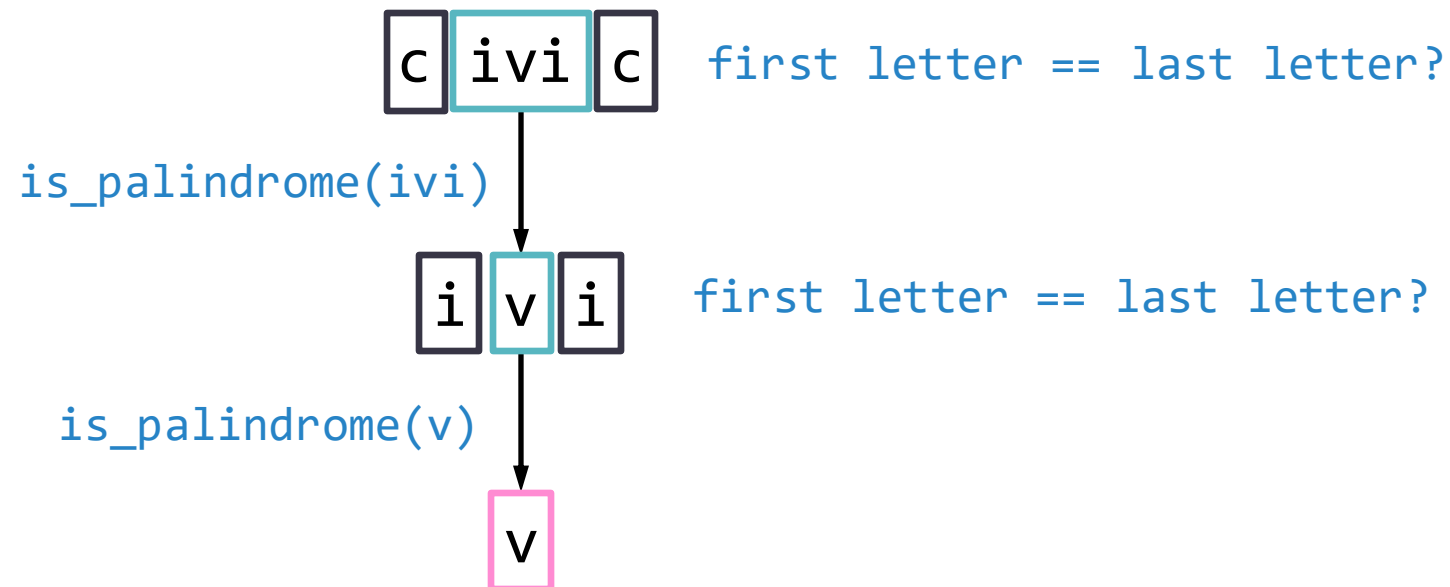 c ivi c first letter == last letter?
is_palindrome(ivi)
i v i first letter == last letter?
is_palindrome(v)
v